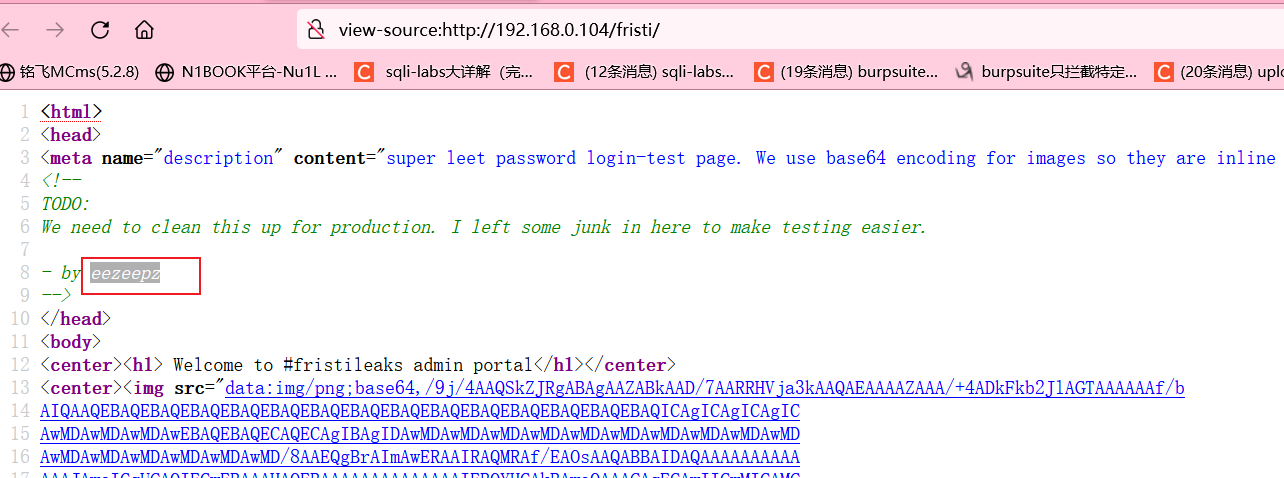 view-source:http://192.168.0.104/fristi/
铭飞MCms(5.2.8) N1BOOK平台-Nu1L ... sqli-labs大详解（完... (12条消息) sqli-labs... (19条消息) burpsuite... burpsuite只拦截特定... (20条消息) uplo
1 <html>
2 <head>
3 <meta name="description" content="super leet password login-test page. We use base64 encoding for images so they are inline
4 <!--
5 TODO:
6 We need to clean this up for production. I left some junk in here to make testing easier.
7
8 - by eezeepz
9 -->
10 </head>
11 <body>
12 <center><h1> Welcome to #fristileaks admin portal</h1></center>
13 <center><img src="data:img/png;base64,/9j/4AAQSkZJRgABAgAAZABkAAD/7AARRHVja3kAAQAEAAAAZAAA/+4ADkFkb2JlAGTAAAAAAf/b
14 AIQAAQEBAQEBAQEBAQEBAQEBAQEBAQEBAQEBAQEBAQEBAQEBAQEBAQEBAQEBAQICAgICAgICAgIC
15 AwMDAwMDAwMDAwEBAQEBAQECAQECAgIBAgIDAwMDAwMDAwMDAwMDAwMDAwMDAwMDAwMDAwMDAwMD
16 AwMDAwMDAwMDAwMDAwMDAwMD/8AAEQgBrAImAwERAAIRAQMRAf/EAOsAAQABBAIDAQAAAAAAAAAA
17